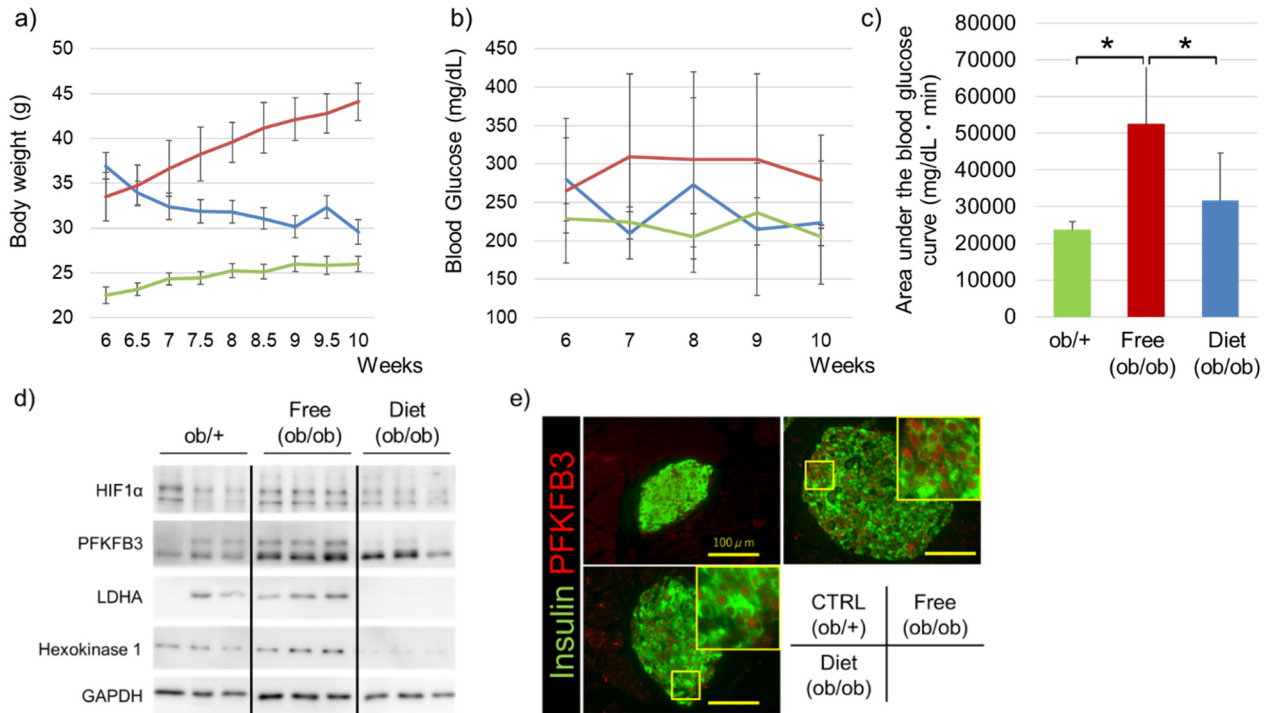 a)
Body weight (g)
50
45
40
35
30
25
20
6 6.5 7 7.5 8 8.5 9 9.5 10
Weeks
b)
Blood Glucose (mg/dL)
450
400
350
300
250
200
150
100
6 7 8 9 10
Weeks
c)
Area under the blood glucose
curve (mg/dL・min)
80000
70000
60000
50000
40000
30000
20000
10000
0
* *
ob/+ Free Diet
(ob/ob) (ob/ob)
d)
Free Diet
ob/+ (ob/ob) (ob/ob)
HIF1α
PFKFB3
LDHA
Hexokinase 1
GAPDH
e)
Insulin PFKFB3
100 μm
CTRL Free
(ob/+) (ob/ob)
Diet
(ob/ob)